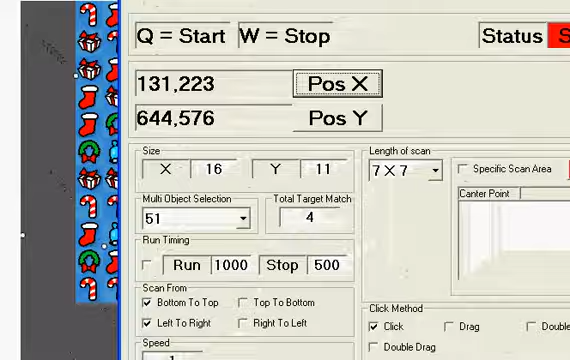 Q = Start W = Stop Status
131,223 Pos X
644,576 Pos Y
Size
X 16 Y 11
Length of scan
7 X 7
Specific Scan Area
Canter Point
Multi Object Selection
51
Total Target Match
4
Run Timing
Run 1000 Stop 500
Scan From
Bottom To Top Top To Bottom
Left To Right Right To Left
Click Method
Click Drag Double
Double Drag
Speed